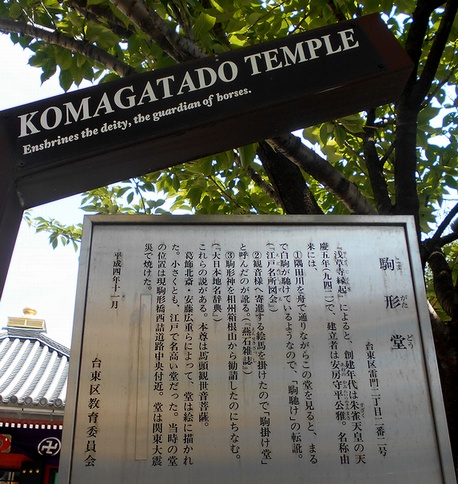 KOMAGATADO TEMPLE
Enshrines the deity, the guardian of horses.
駒形堂
こま がた どう
台東区雷門二丁目二番二号
『浅草寺縁起』によると、創建年代は朱雀天皇の天
慶五年(九四二)で、建立者は安房守平公雅。名称由
来には、
①隅田川を舟で通りながらこの堂を見ると、まる
で白駒が馳けているようなので、「駒馳け」の転訛。
(『江戸名所図会』)
②観音様へ寄進する絵馬を掛けたので「駒掛け堂」
と呼んだのが訛る。(『燕石雑志』)
③駒形神を相州箱根山から勧請したのにちなむ。
(『大日本地名辞典』)
これらの説がある。本尊は馬頭観世音菩薩。
葛飾北斎・安藤広重らによって、堂は絵に描かれ
た。小さくとも、江戸で名高い堂だった。当時の堂
の位置は現駒形橋西詰道路中央付近。堂は関東大震
災で焼けた。
平成四年十一月
台東区教育委員会